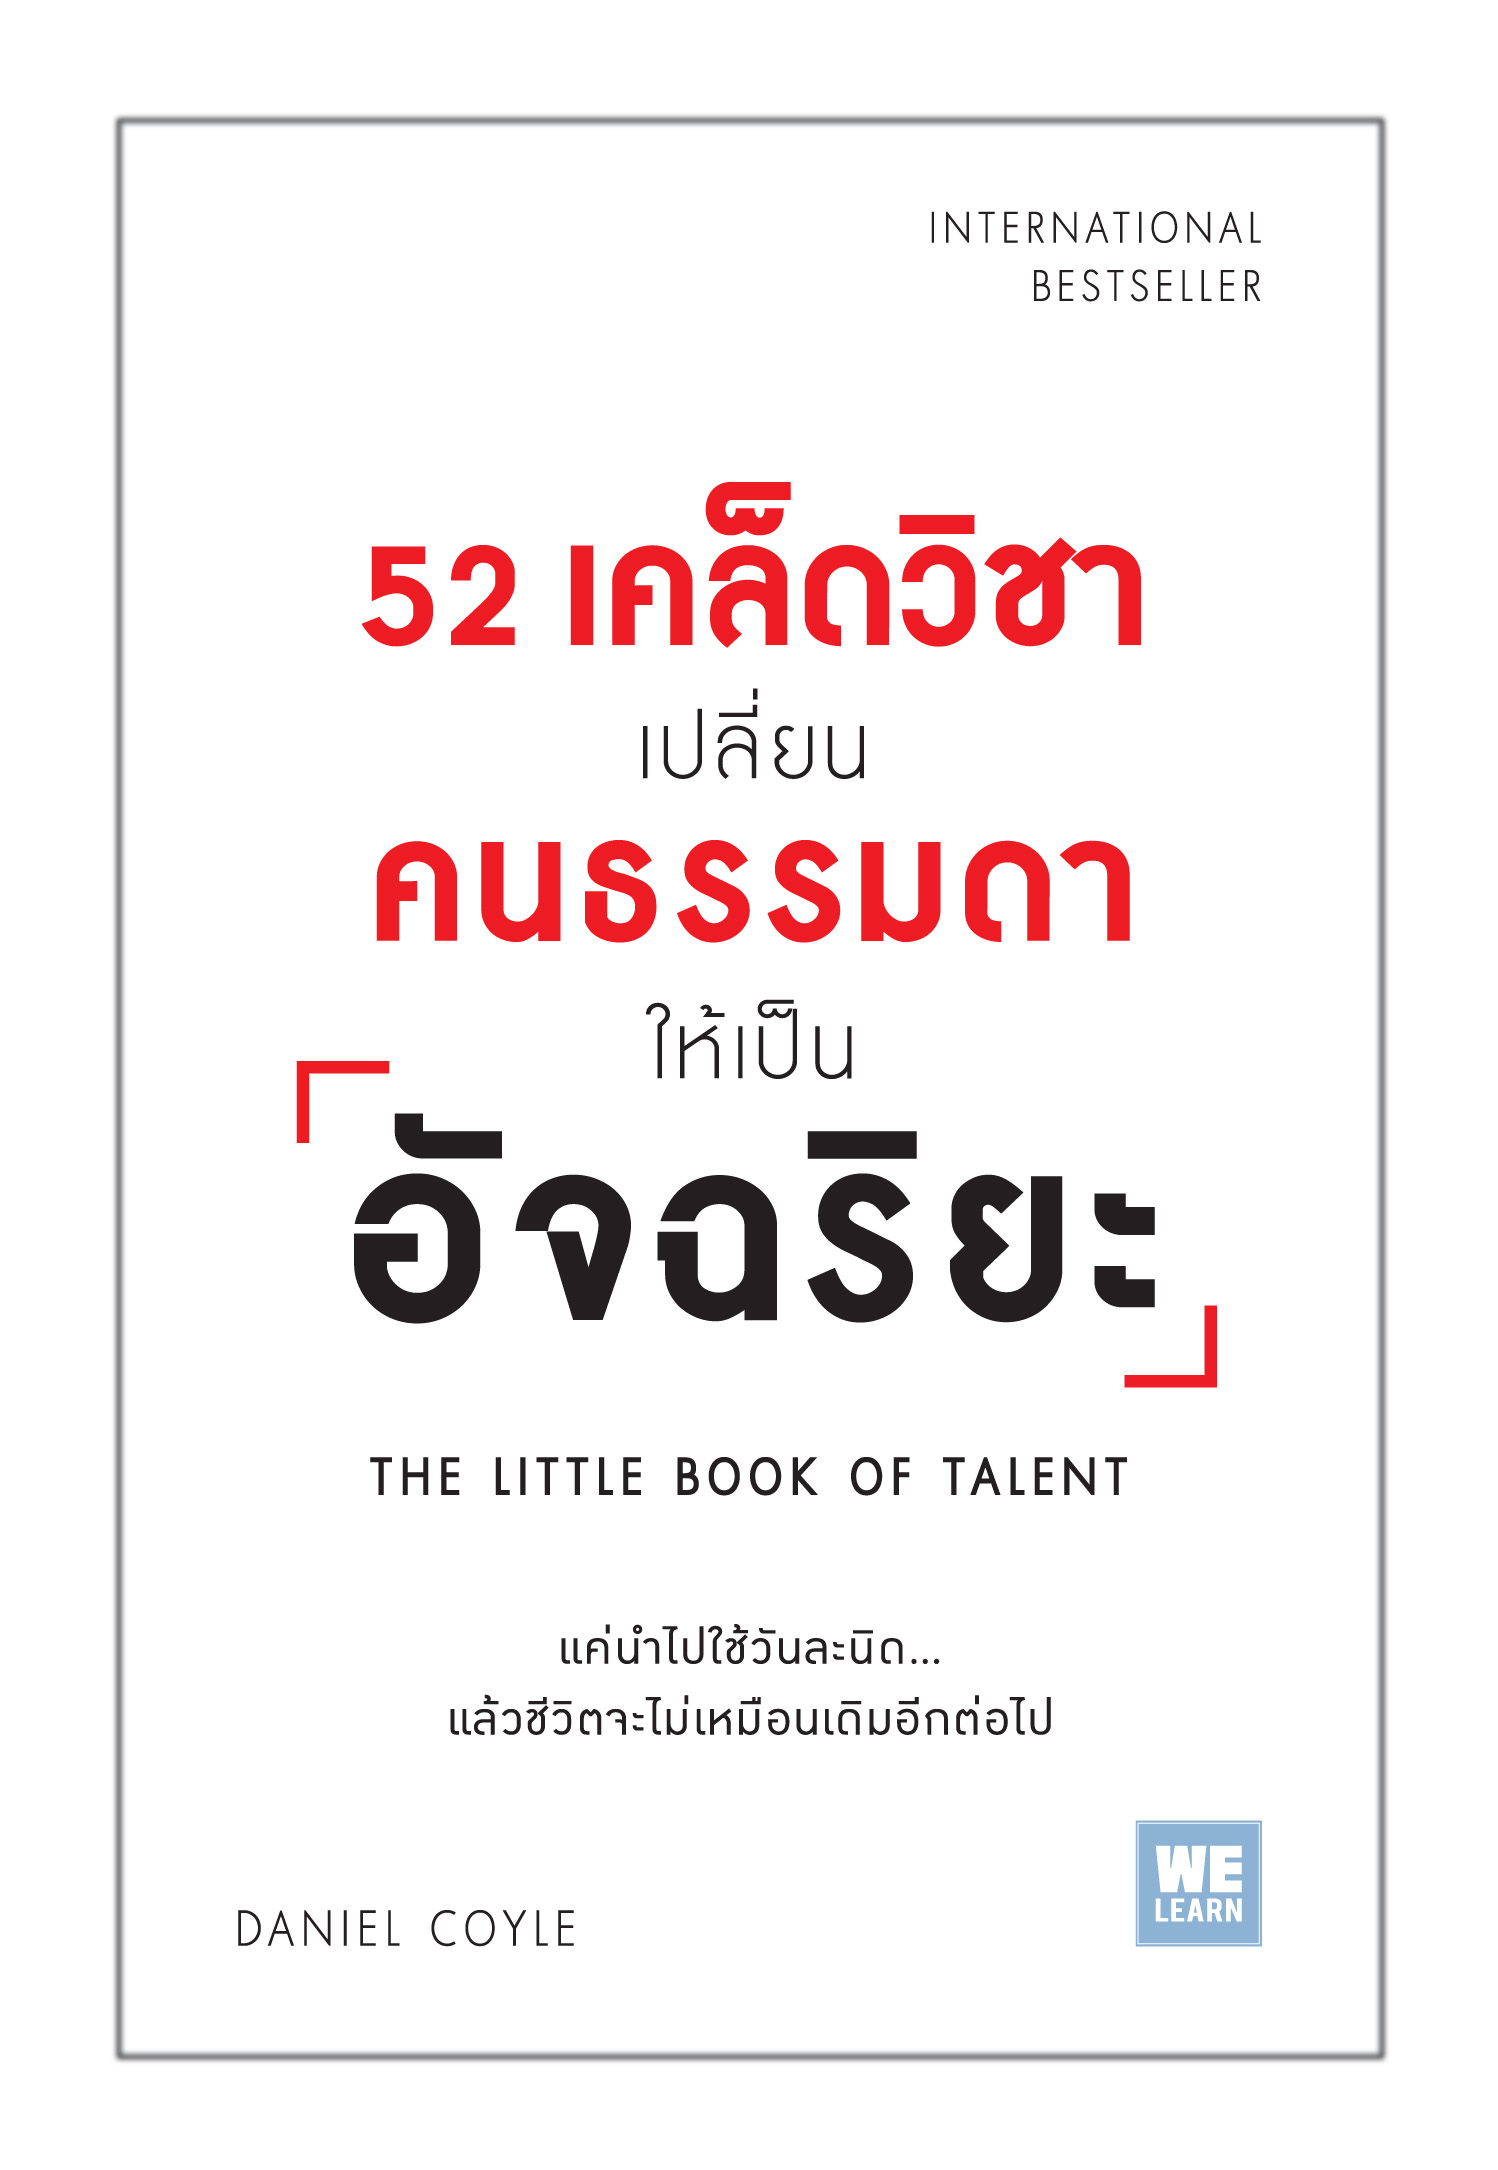 INTERNATIONAL
BESTSELLER
52 เคล็ดวิชา
เปลี่ยน
คนธรรมดา
ให้เป็น
อัจฉริยะ
THE LITTLE BOOK OF TALENT
แค่นำไปใช้วันละนิด...
แล้วชีวิตจะไม่เหมือนเดิมอีกต่อไป
WE
LEARN
DANIEL COYLE